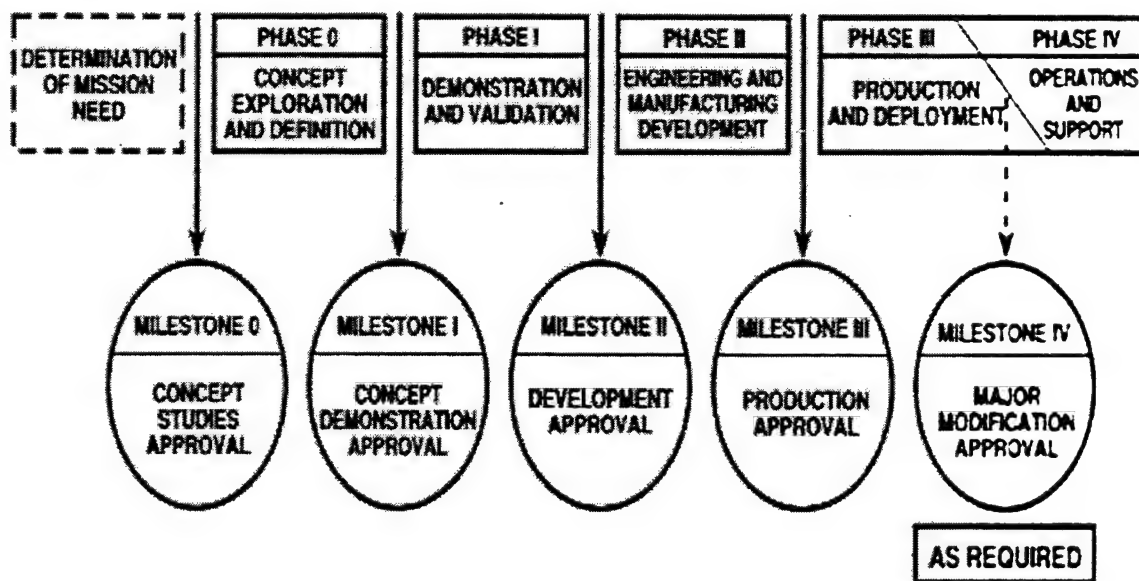 DETERMINATION
OF MISSION
NEED
PHASE 0
CONCEPT
EXPLORATION
AND DEFINITION
PHASE I
DEMONSTRATION
AND VALIDATION
PHASE II
ENGINEERING AND
MANUFACTURING
DEVELOPMENT
PHASE III
PRODUCTION
AND DEPLOYMENT
PHASE IV
OPERATIONS
AND
SUPPORT
MILESTONE 0
CONCEPT
STUDIES
APPROVAL
MILESTONE I
CONCEPT
DEMONSTRATION
APPROVAL
MILESTONE II
DEVELOPMENT
APPROVAL
MILESTONE III
PRODUCTION
APPROVAL
MILESTONE IV
MAJOR
MODIFICATION
APPROVAL
AS REQUIRED